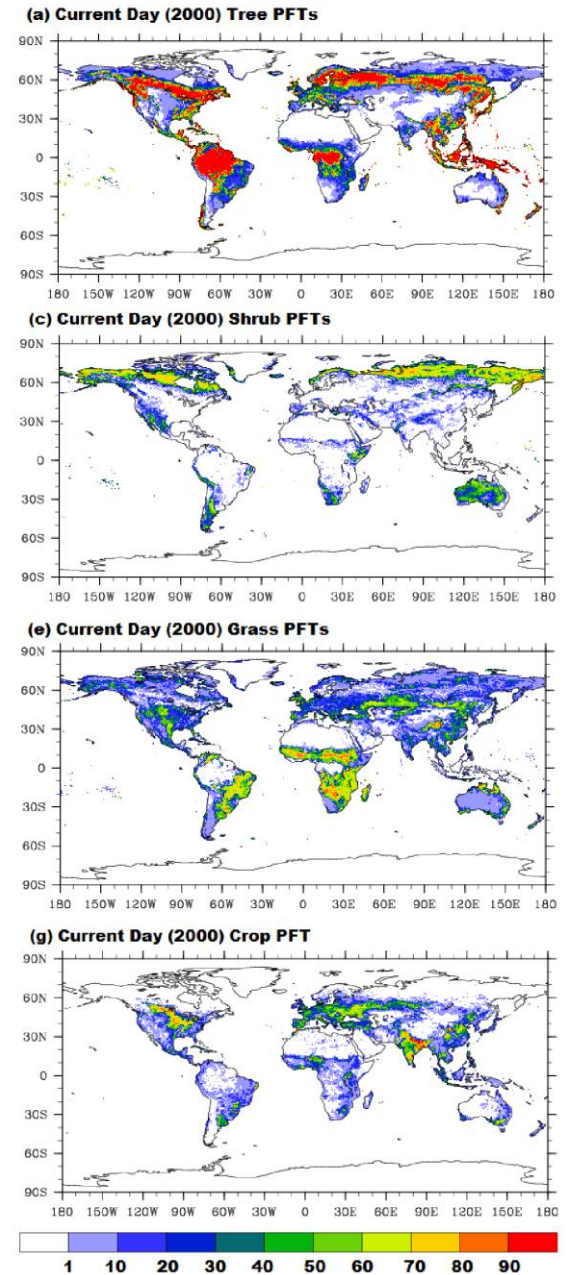 (a) Current Day (2000) Tree PFTs
90N
60N
30N
0
30S
60S
90S
180 150W 120W 90W 60W 30W 0 30E 60E 90E 120E 150E 180
(c) Current Day (2000) Shrub PFTs
90N
60N
30N
0
30S
60S
90S
180 150W 120W 90W 60W 30W 0 30E 60E 90E 120E 150E 180
(e) Current Day (2000) Grass PFTs
90N
60N
30N
0
30S
60S
90S
180 150W 120W 90W 60W 30W 0 30E 60E 90E 120E 150E 180
(g) Current Day (2000) Crop PFT
90N
60N
30N
0
30S
60S
90S
180 150W 120W 90W 60W 30W 0 30E 60E 90E 120E 150E 180
1 10 20 30 40 50 60 70 80 90